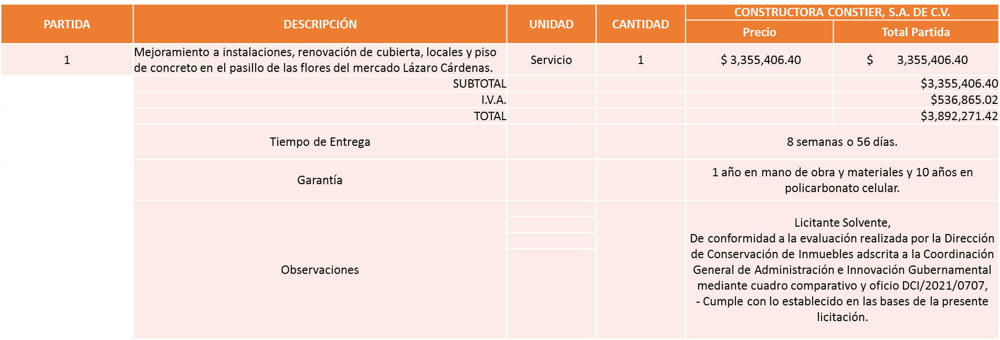 PARTIDA
DESCRIPCIÓN
UNIDAD
CANTIDAD
CONSTRUCTORA CONSTIER, S.A. DE C.V.
Precio
Total Partida
1
Mejoramiento a instalaciones, renovación de cubierta, locales y piso
de concreto en el pasillo de las flores del mercado Lázaro Cárdenas.
Servicio
1
$ 3,355,406.40
$ 3,355,406.40
SUBTOTAL
$3,355,406.40
I.V.A.
$536,865.02
TOTAL
$3,892,271.42
Tiempo de Entrega
8 semanas o 56 días.
Garantía
1 año en mano de obra y materiales y 10 años en
policarbonato celular.
Observaciones
Licitante Solvente,
De conformidad a la evaluación realizada por la Dirección
de Conservación de Inmuebles adscrita a la Coordinación
General de Administración e Innovación Gubernamental
mediante cuadro comparativo y oficio DCI/2021/0707,
- Cumple con lo establecido en las bases de la presente
licitación.